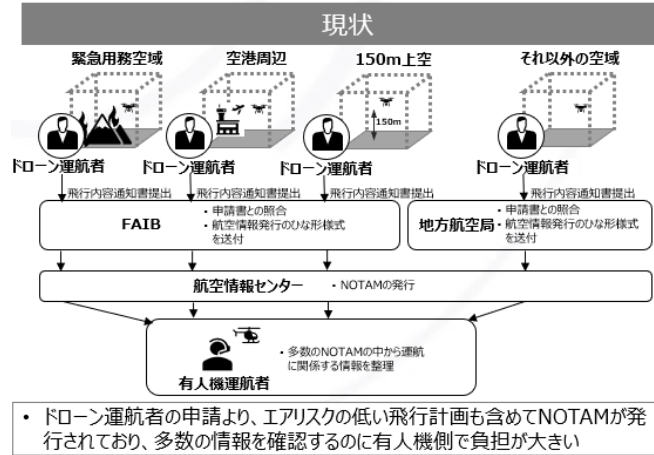 現状
緊急用務空域
空港周辺
150m上空
それ以外の空域
150m
ドローン運航者
ドローン運航者
ドローン運航者
ドローン運航者
飛行内容通知書提出
飛行内容通知書提出
飛行内容通知書提出
飛行内容通知書提出
FAIB
・申請書との照合
・航空情報発行のひな形様式
を送付
地方航空局
・申請書との照合
・航空情報発行のひな形様式
を送付
航空情報センター
・NOTAMの発行
・多数のNOTAMの中から運航
に関係する情報を整理
有人機運航者
• ドローン運航者の申請より、エアリスクの低い飛行計画も含めてNOTAMが発
行されており、多数の情報を確認するのに有人機側で負担が大きい